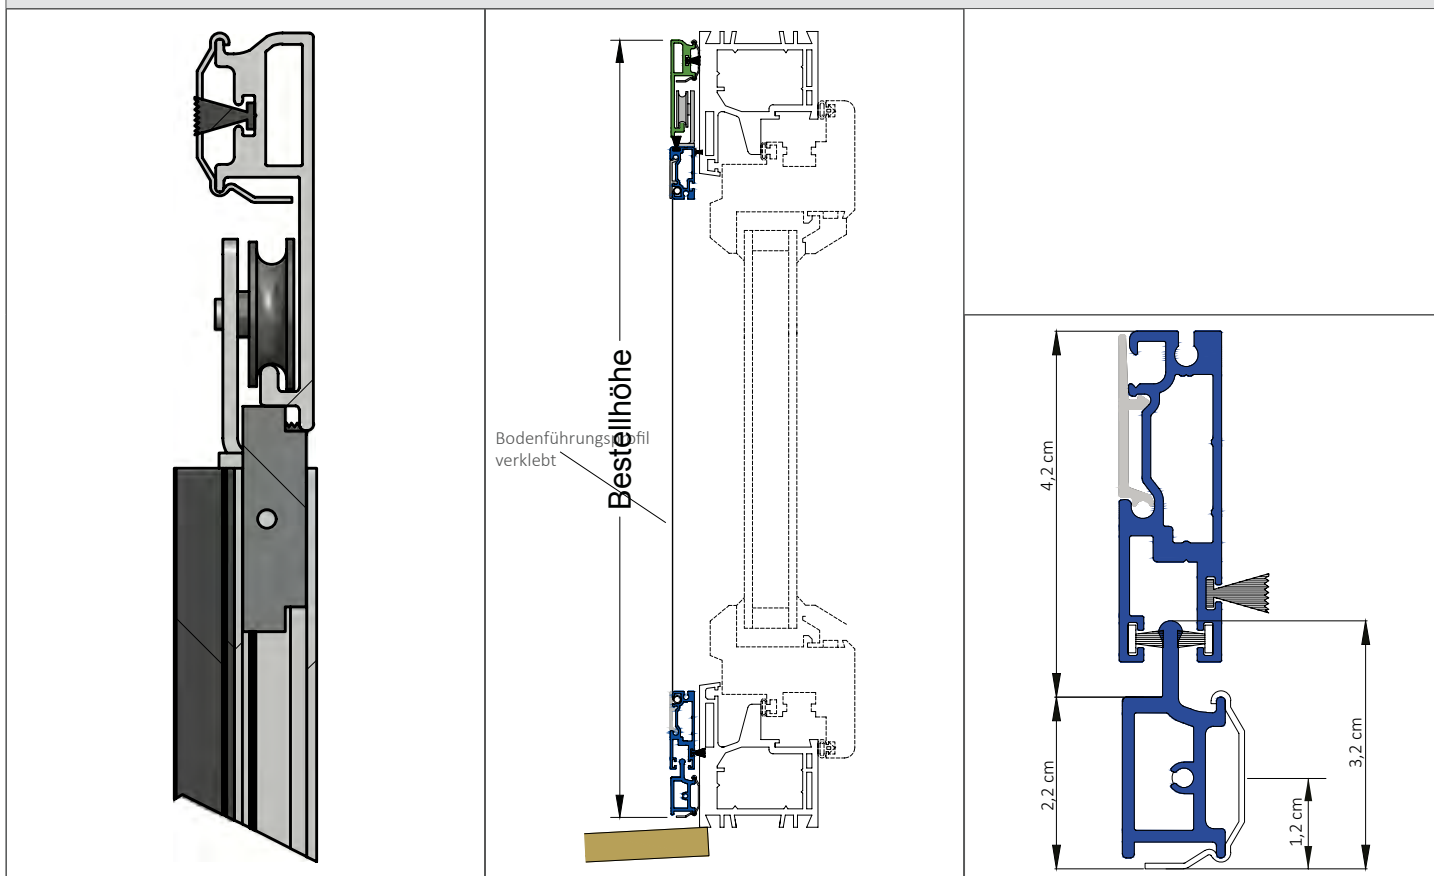 Bestellhöhe
Bodenführungsprofil
verklebt
4,2 cm
2,2 cm
3,2 cm
1,2 cm